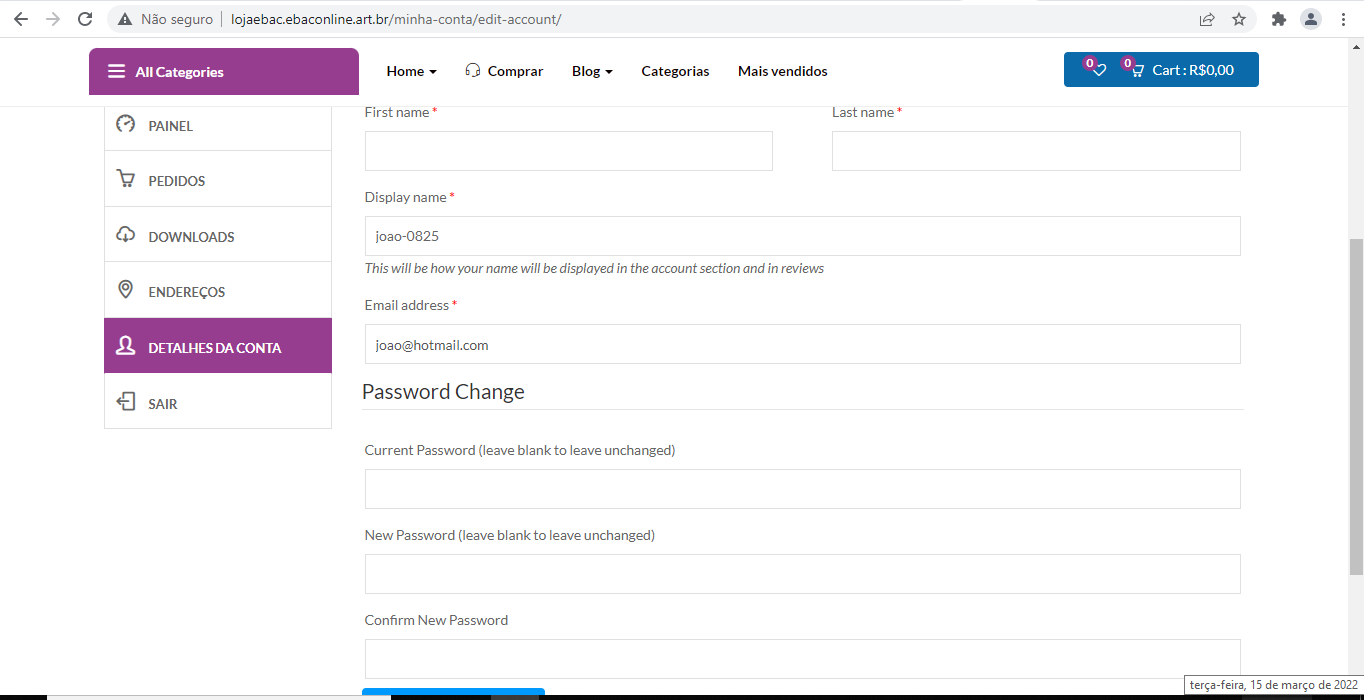 Não seguro | lojaebac.ebaconline.art.br/minha-conta/edit-account/
All Categories
Home
Comprar
Blog
Categorias
Mais vendidos
0
0
Cart : R$0,00
PAINEL
PEDIDOS
DOWNLOADS
ENDEREÇOS
DETALHES DA CONTA
SAIR
First name *
Last name *
Display name *
joao-0825
This will be how your name will be displayed in the account section and in reviews
Email address *
joao@hotmail.com
Password Change
Current Password (leave blank to leave unchanged)
New Password (leave blank to leave unchanged)
Confirm New Password
terça-feira, 15 de março de 2022